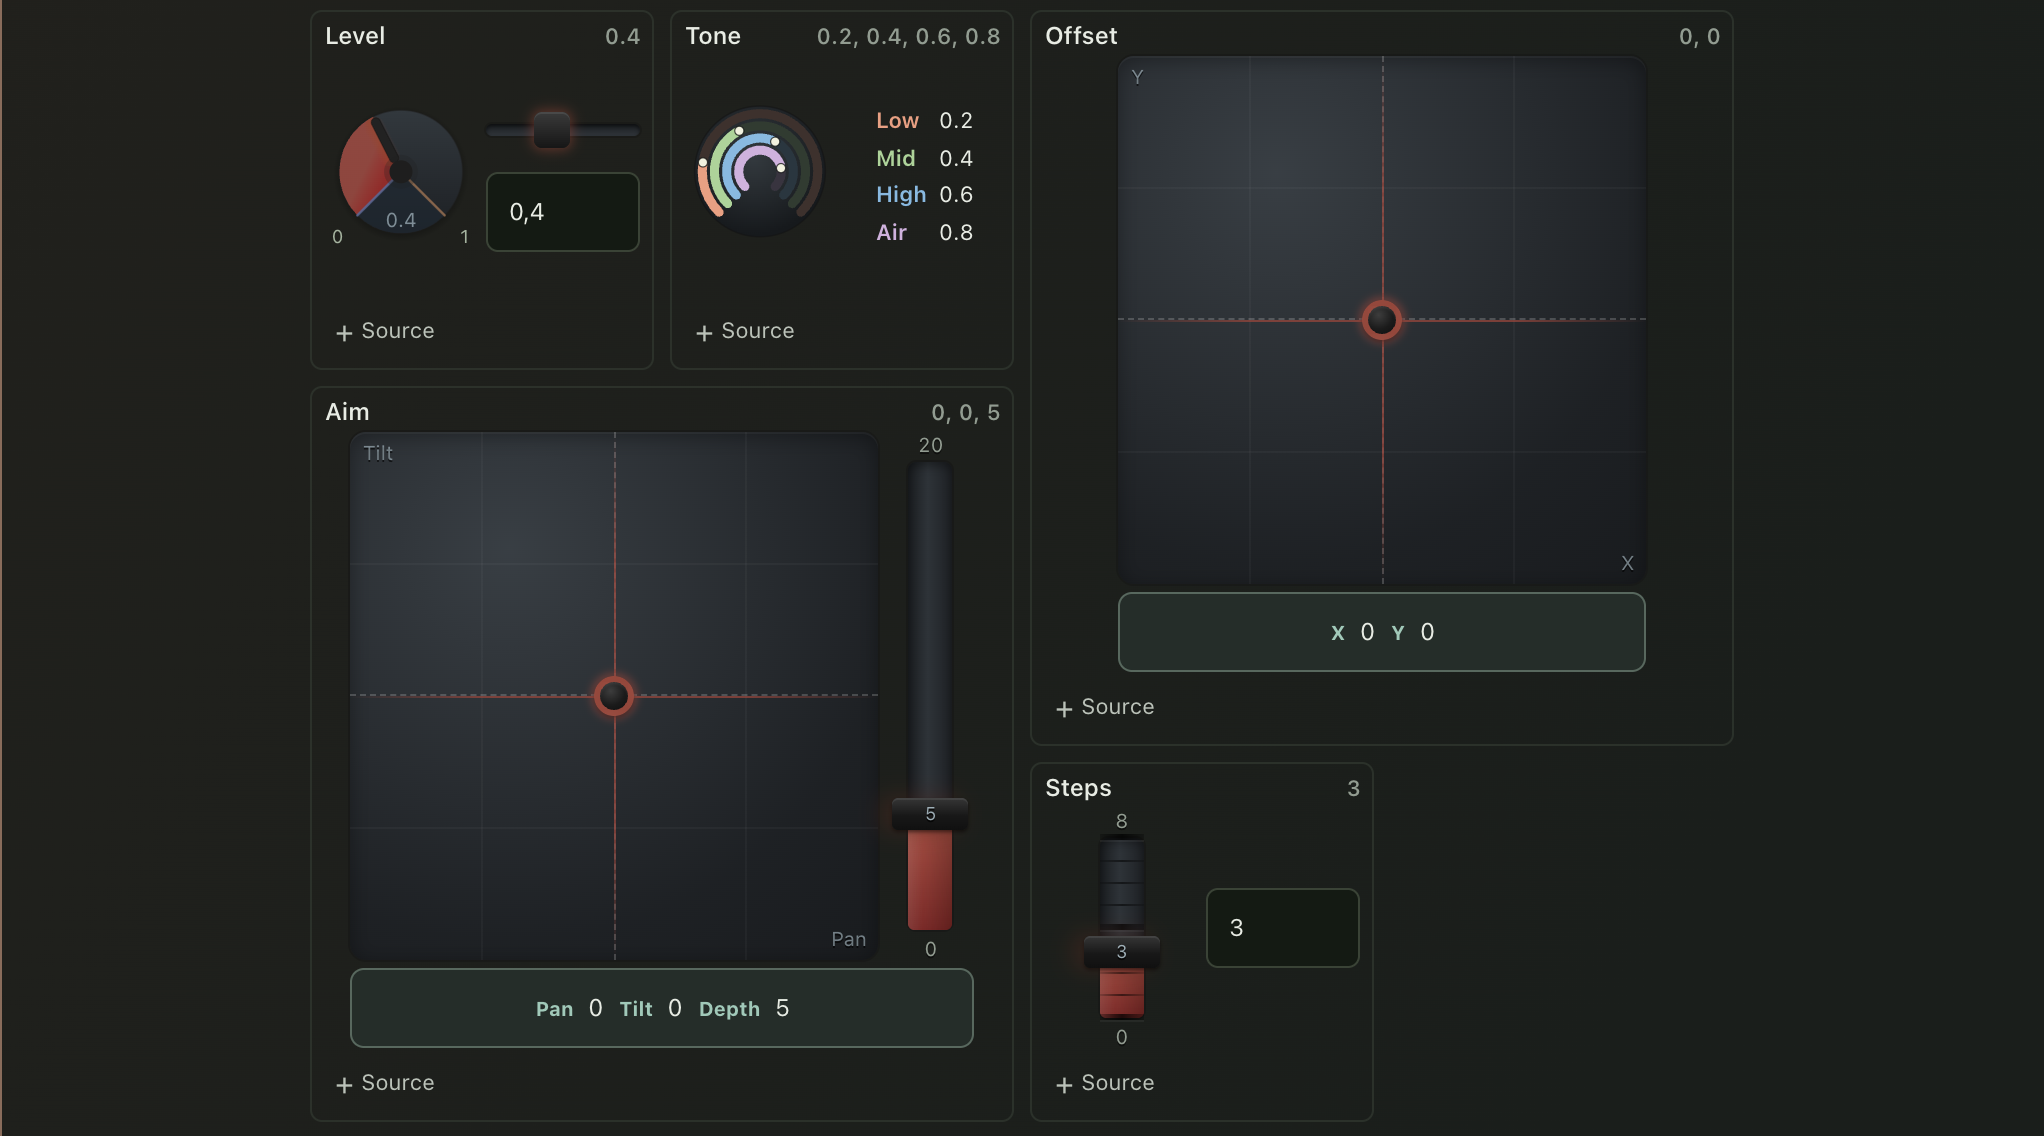 Level 0.4
0.4
0 1
0,4
+ Source
Tone 0.2, 0.4, 0.6, 0.8
Low 0.2
Mid 0.4
High 0.6
Air 0.8
+ Source
Offset 0, 0
Y
X
X 0 Y 0
+ Source
Aim 0, 0, 5
Tilt
20
5
Pan
0
Pan 0 Tilt 0 Depth 5
+ Source
Steps 3
8
3
3
0
+ Source